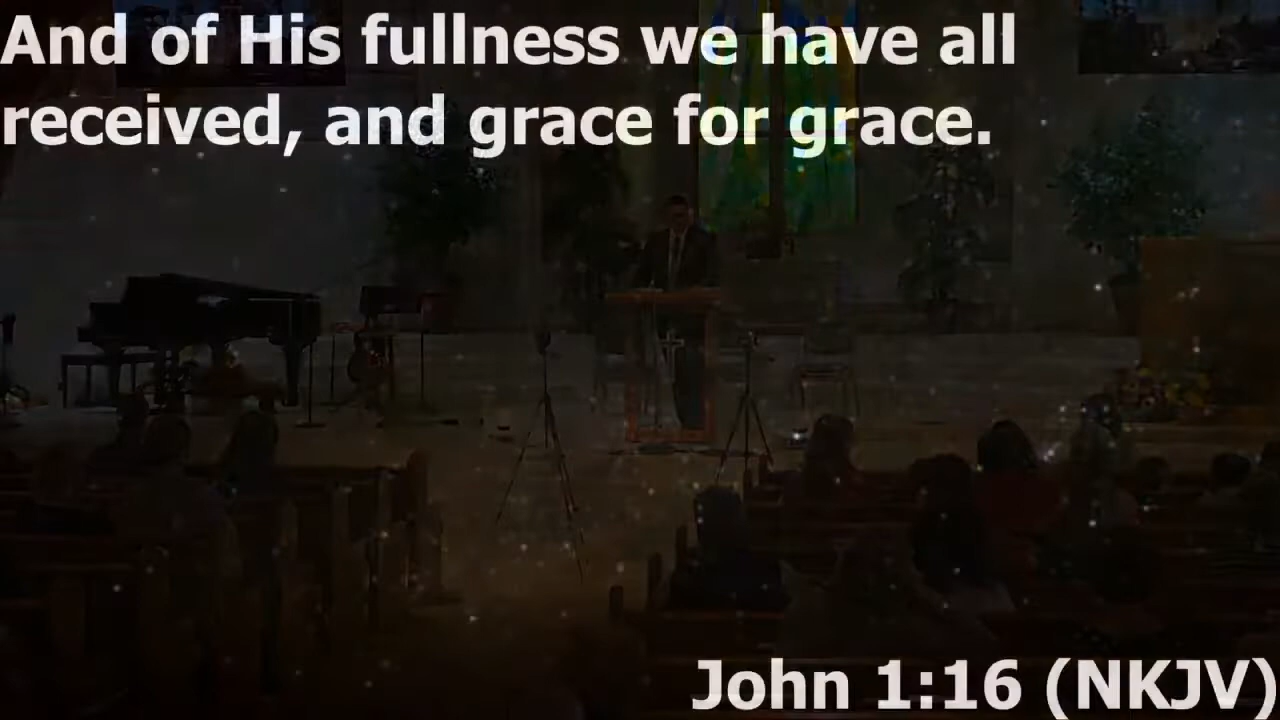 And of His fullness we have all
received, and grace for grace.
John 1:16 (NKJV)